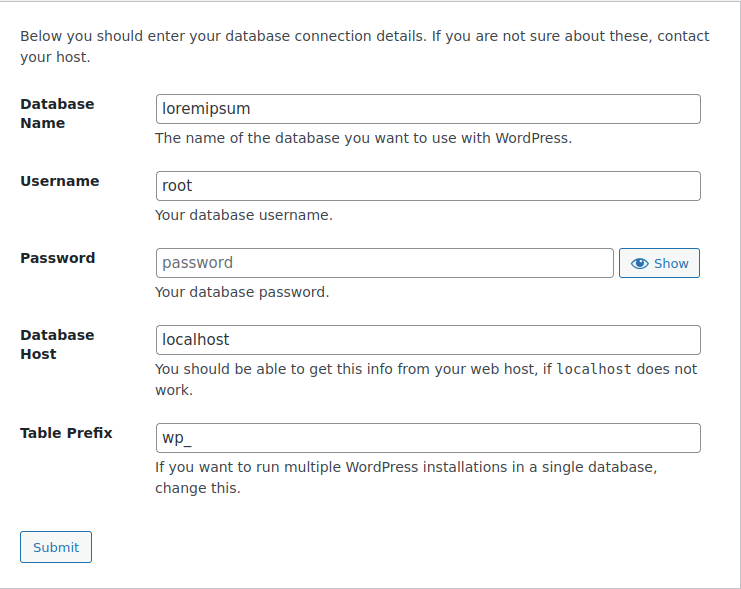 Below you should enter your database connection details. If you are not sure about these, contact
your host.
Database
Name
loremipsum
The name of the database you want to use with WordPress.
Username
root
Your database username.
Password
password
Show
Your database password.
Database
Host
localhost
You should be able to get this info from your web host, if localhost does not
work.
Table Prefix
wp_
If you want to run multiple WordPress installations in a single database,
change this.
Submit